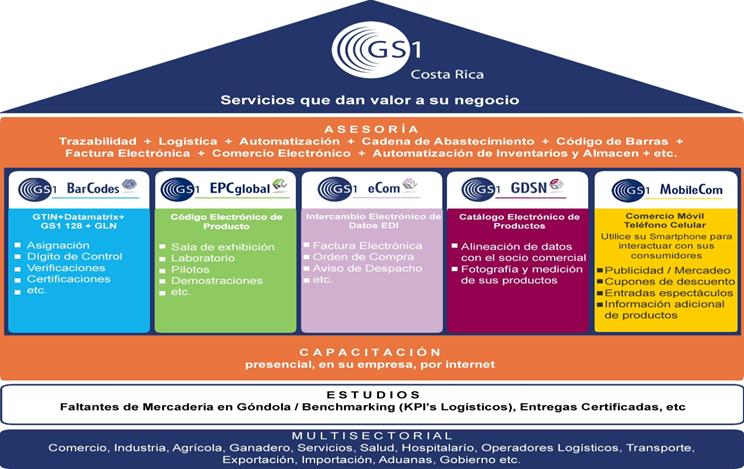 GS1
Costa Rica
Servicios que dan valor a su negocio
ASESORÍA
Trazabilidad + Logistica + Automatización + Cadena de Abastecimiento + Código de Barras +
Factura Electrónica + Comercio Electrónico + Automatización de Inventarios y Almacen + etc.
GS1 BarCodes
GTIN+Datamatrix+
GS1 128 + GLN
Asignación
Dígito de Control
Verificaciones
Certificaciones
etc.
GS1 EPCglobal
Código Electrónico de
Producto
Sala de exhibición
Laboratorio
Pilotos
Demostraciones
etc.
GS1 eCom
Intercambio Electrónico de
Datos EDI
Factura Electrónica
Orden de Compra
Aviso de Despacho
etc.
GS1 GDSN
Catálogo Electrónico de
Productos
Alineación de datos
con el socio comercial
Fotografía y medición
de sus productos
GS1 MobileCom
Comercio Móvil
Teléfono Celular
Utilice su Smartphone para
interactuar con sus
consumidores
Publicidad / Mercadeo
Cupones de descuento
Entradas espectáculos
Información adicional
de productos
CAPACITACIÓN
presencial, en su empresa, por internet
ESTUDIOS
Faltantes de Mercadería en Góndola / Benchmarking (KPI's Logísticos), Entregas Certificadas, etc
MULTISECTORIAL
Comercio, Industria, Agrícola, Ganadero, Servicios, Salud, Hospitalarío, Operadores Logísticos, Transporte,
Exportación, Importación, Aduanas, Gobierno etc.